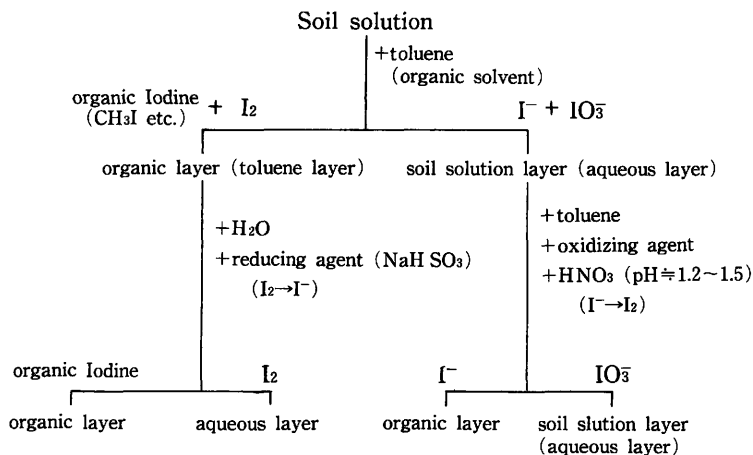 Soil solution
+toluene
(organic solvent)
organic Iodine + I₂
(CH₃I etc.)
I⁻ + IO₃⁻
organic layer (toluene layer)
soil solution layer (aqueous layer)
+H₂O
+reducing agent (NaH SO₃)
(I₂→I⁻)
+toluene
+oxidizing agent
+HNO₃ (pH≒1.2~1.5)
(I⁻→I₂)
organic Iodine
I₂
I⁻
IO₃⁻
organic layer
aqueous layer
organic layer
soil slution layer
(aqueous layer)